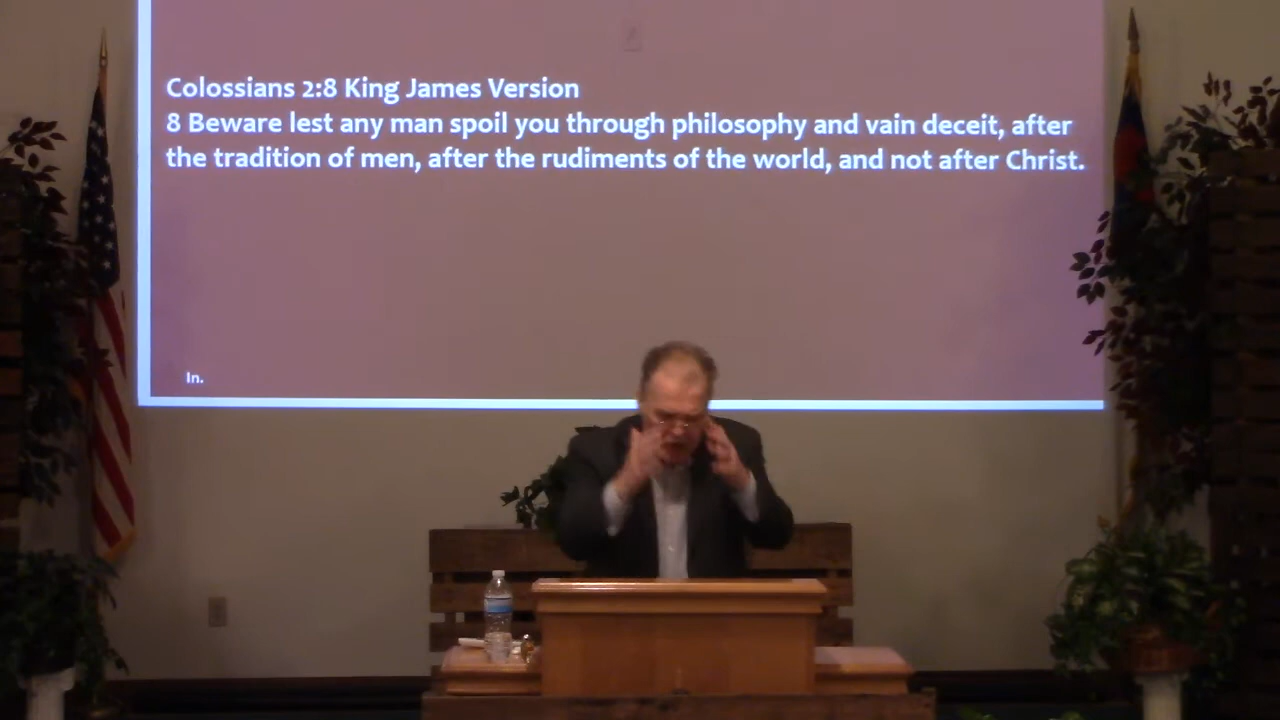 Colossians 2:8 King James Version
8 Beware lest any man spoil you through philosophy and vain deceit, after
the tradition of men, after the rudiments of the world, and not after Christ.
In.